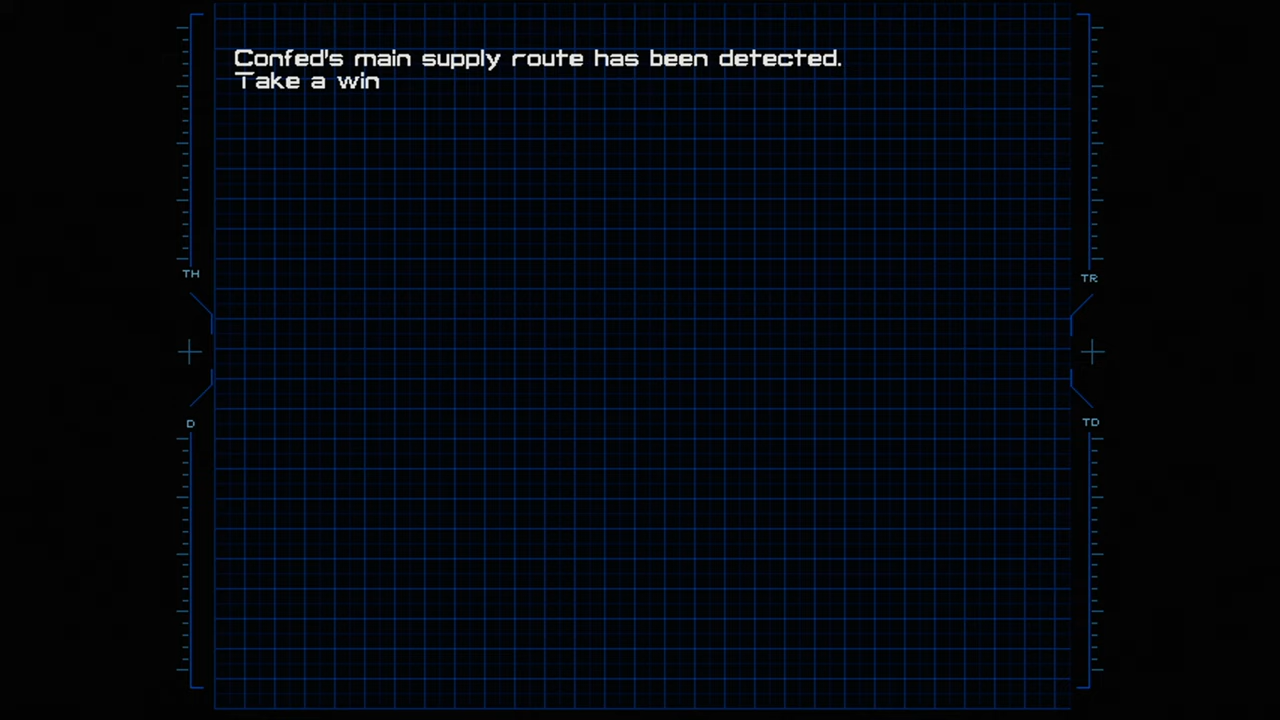 Confed's main supply route has been detected.
Take a win
TH
TR
D
TD